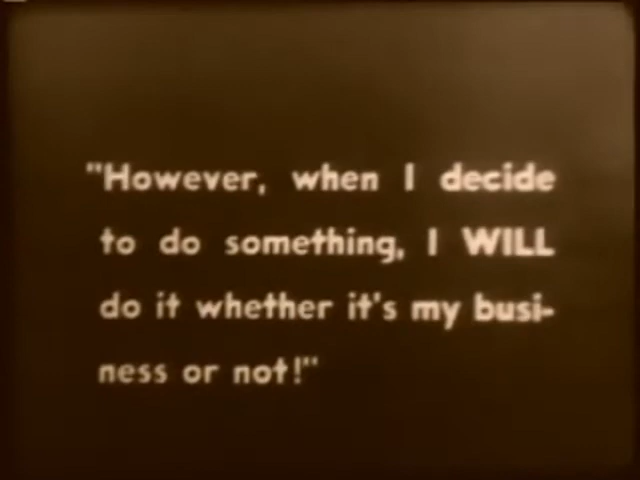 "However, when I decide
to do something, I WILL
do it whether it's my busi-
ness or not!"